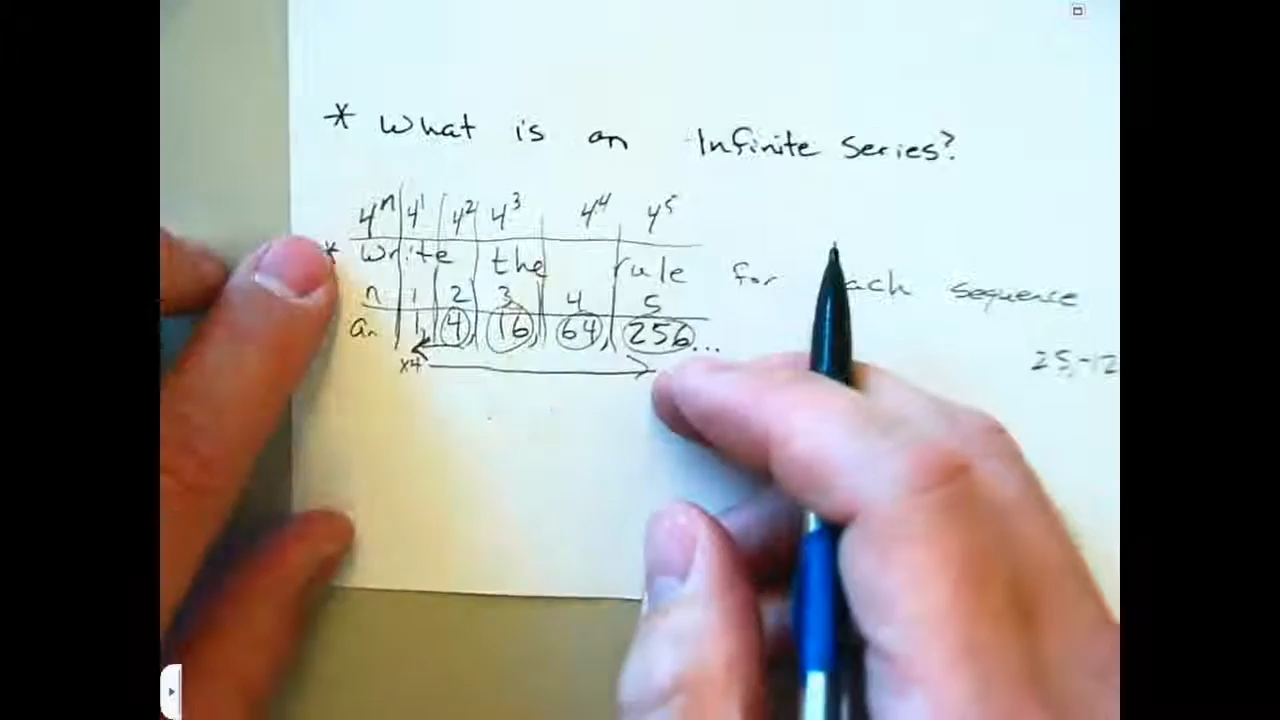 * What is an Infinite Series?
4ⁿ 4¹ 4² 4³ 4⁴ 4⁵
* Write the rule for each sequence
n 1 2 3 4 5
aₙ 1, 4, 16, 64, 256...
x4